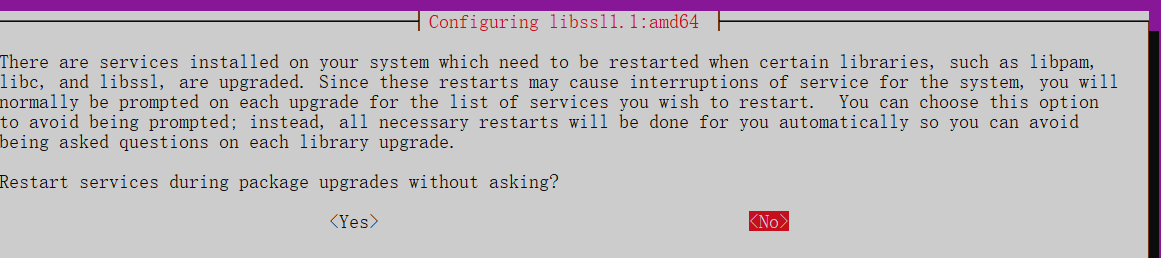 Configuring libssl1.1:amd64
There are services installed on your system which need to be restarted when certain libraries, such as libpam,
libc, and libssl, are upgraded. Since these restarts may cause interruptions of service for the system, you will
normally be prompted on each upgrade for the list of services you wish to restart.  You can choose this option
to avoid being prompted; instead, all necessary restarts will be done for you automatically so you can avoid
being asked questions on each library upgrade.
Restart services during package upgrades without asking?
<Yes> <No>